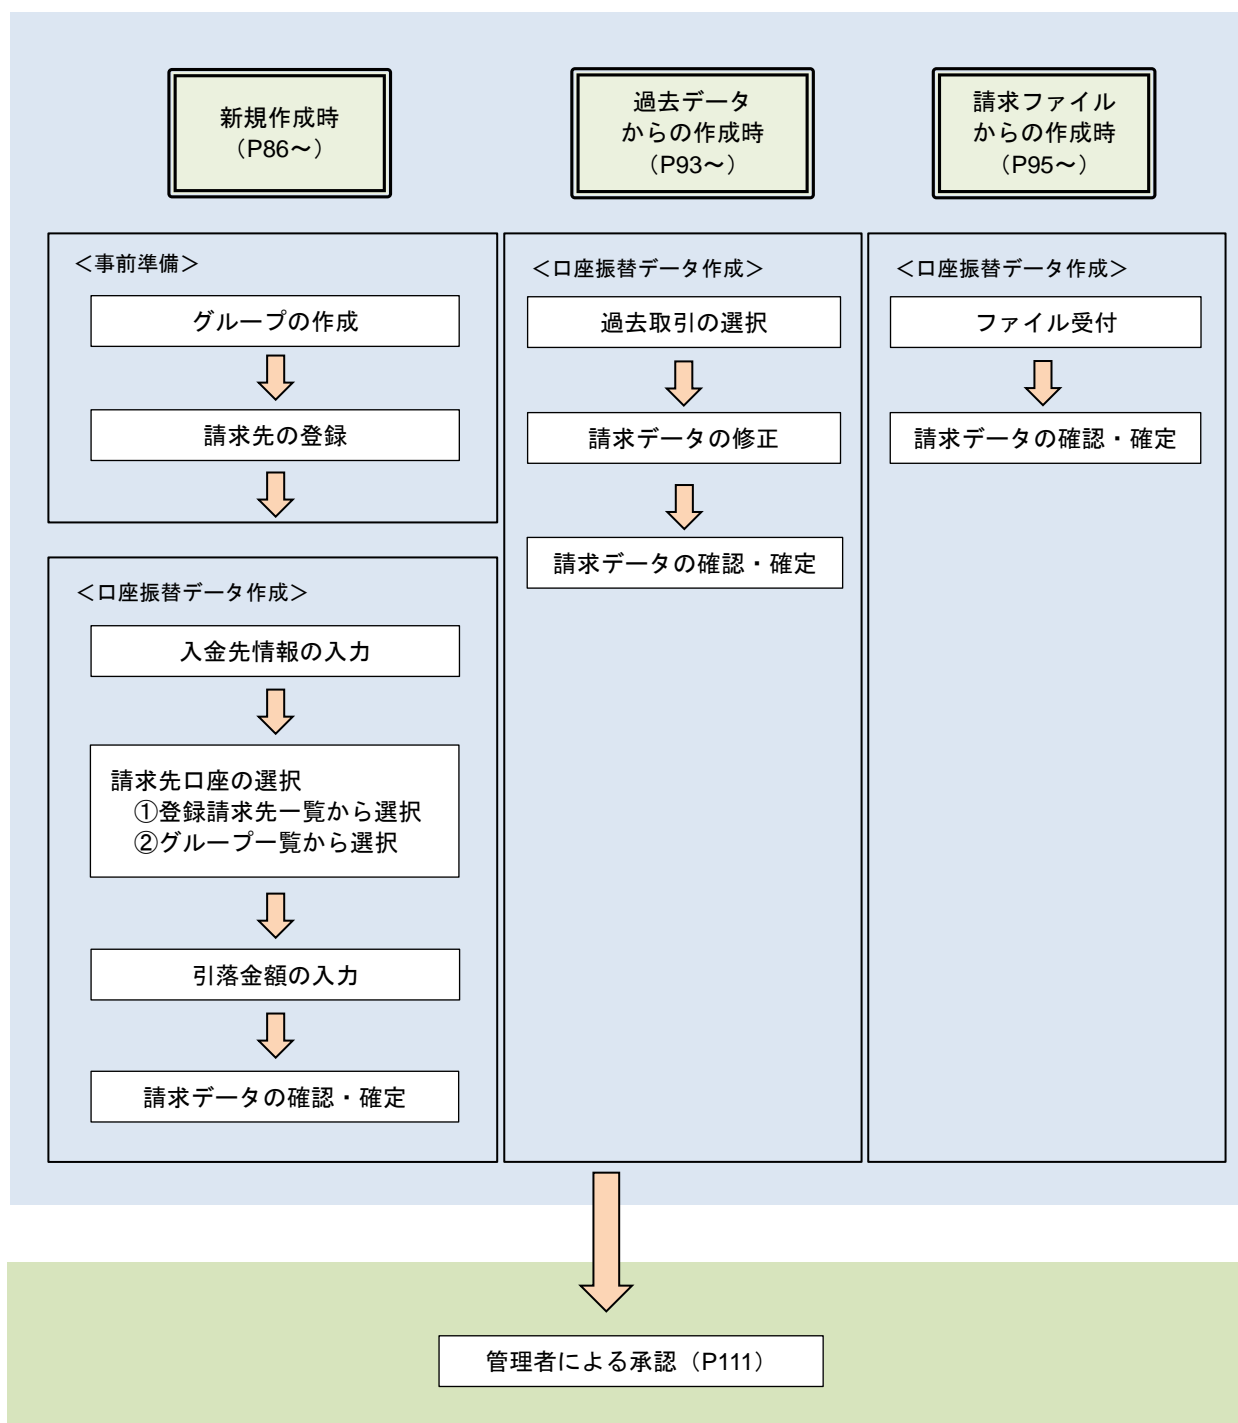 新規作成時
（P86～）
過去データ
からの作成時
（P93～）
請求ファイル
からの作成時
（P95～）
＜事前準備＞
グループの作成
請求先の登録
＜口座振替データ作成＞
入金先情報の入力
請求先口座の選択
①登録請求先一覧から選択
②グループ一覧から選択
引落金額の入力
請求データの確認・確定
＜口座振替データ作成＞
過去取引の選択
請求データの修正
請求データの確認・確定
＜口座振替データ作成＞
ファイル受付
請求データの確認・確定
管理者による承認（P111）